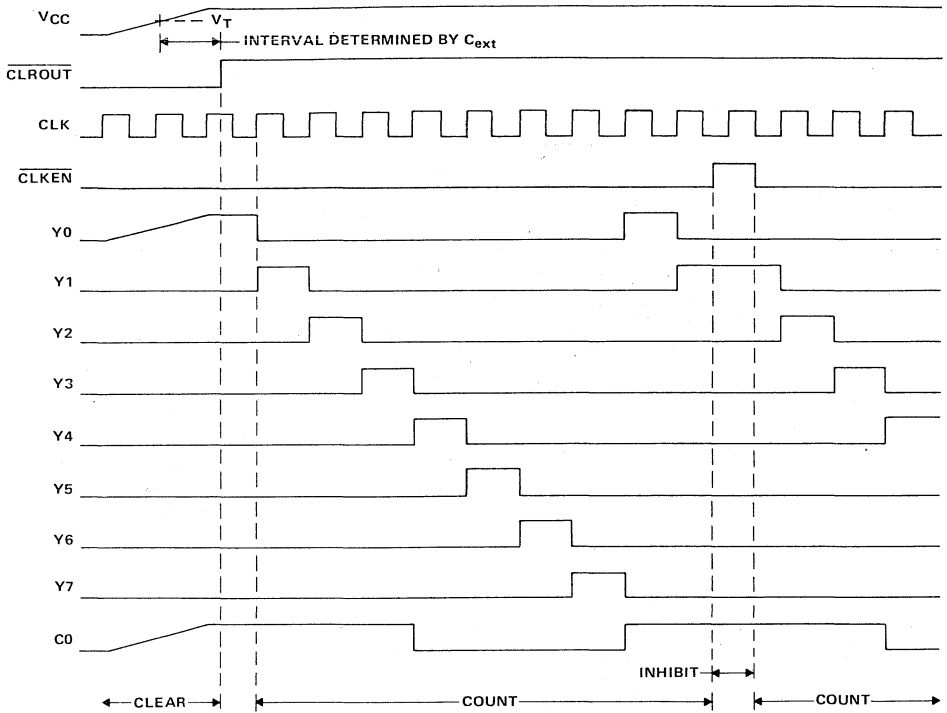 VCC
VT
INTERVAL DETERMINED BY Cext
CLROUT
CLK
CLKEN
Y0
Y1
Y2
Y3
Y4
Y5
Y6
Y7
C0
INHIBIT
CLEAR
COUNT
COUNT